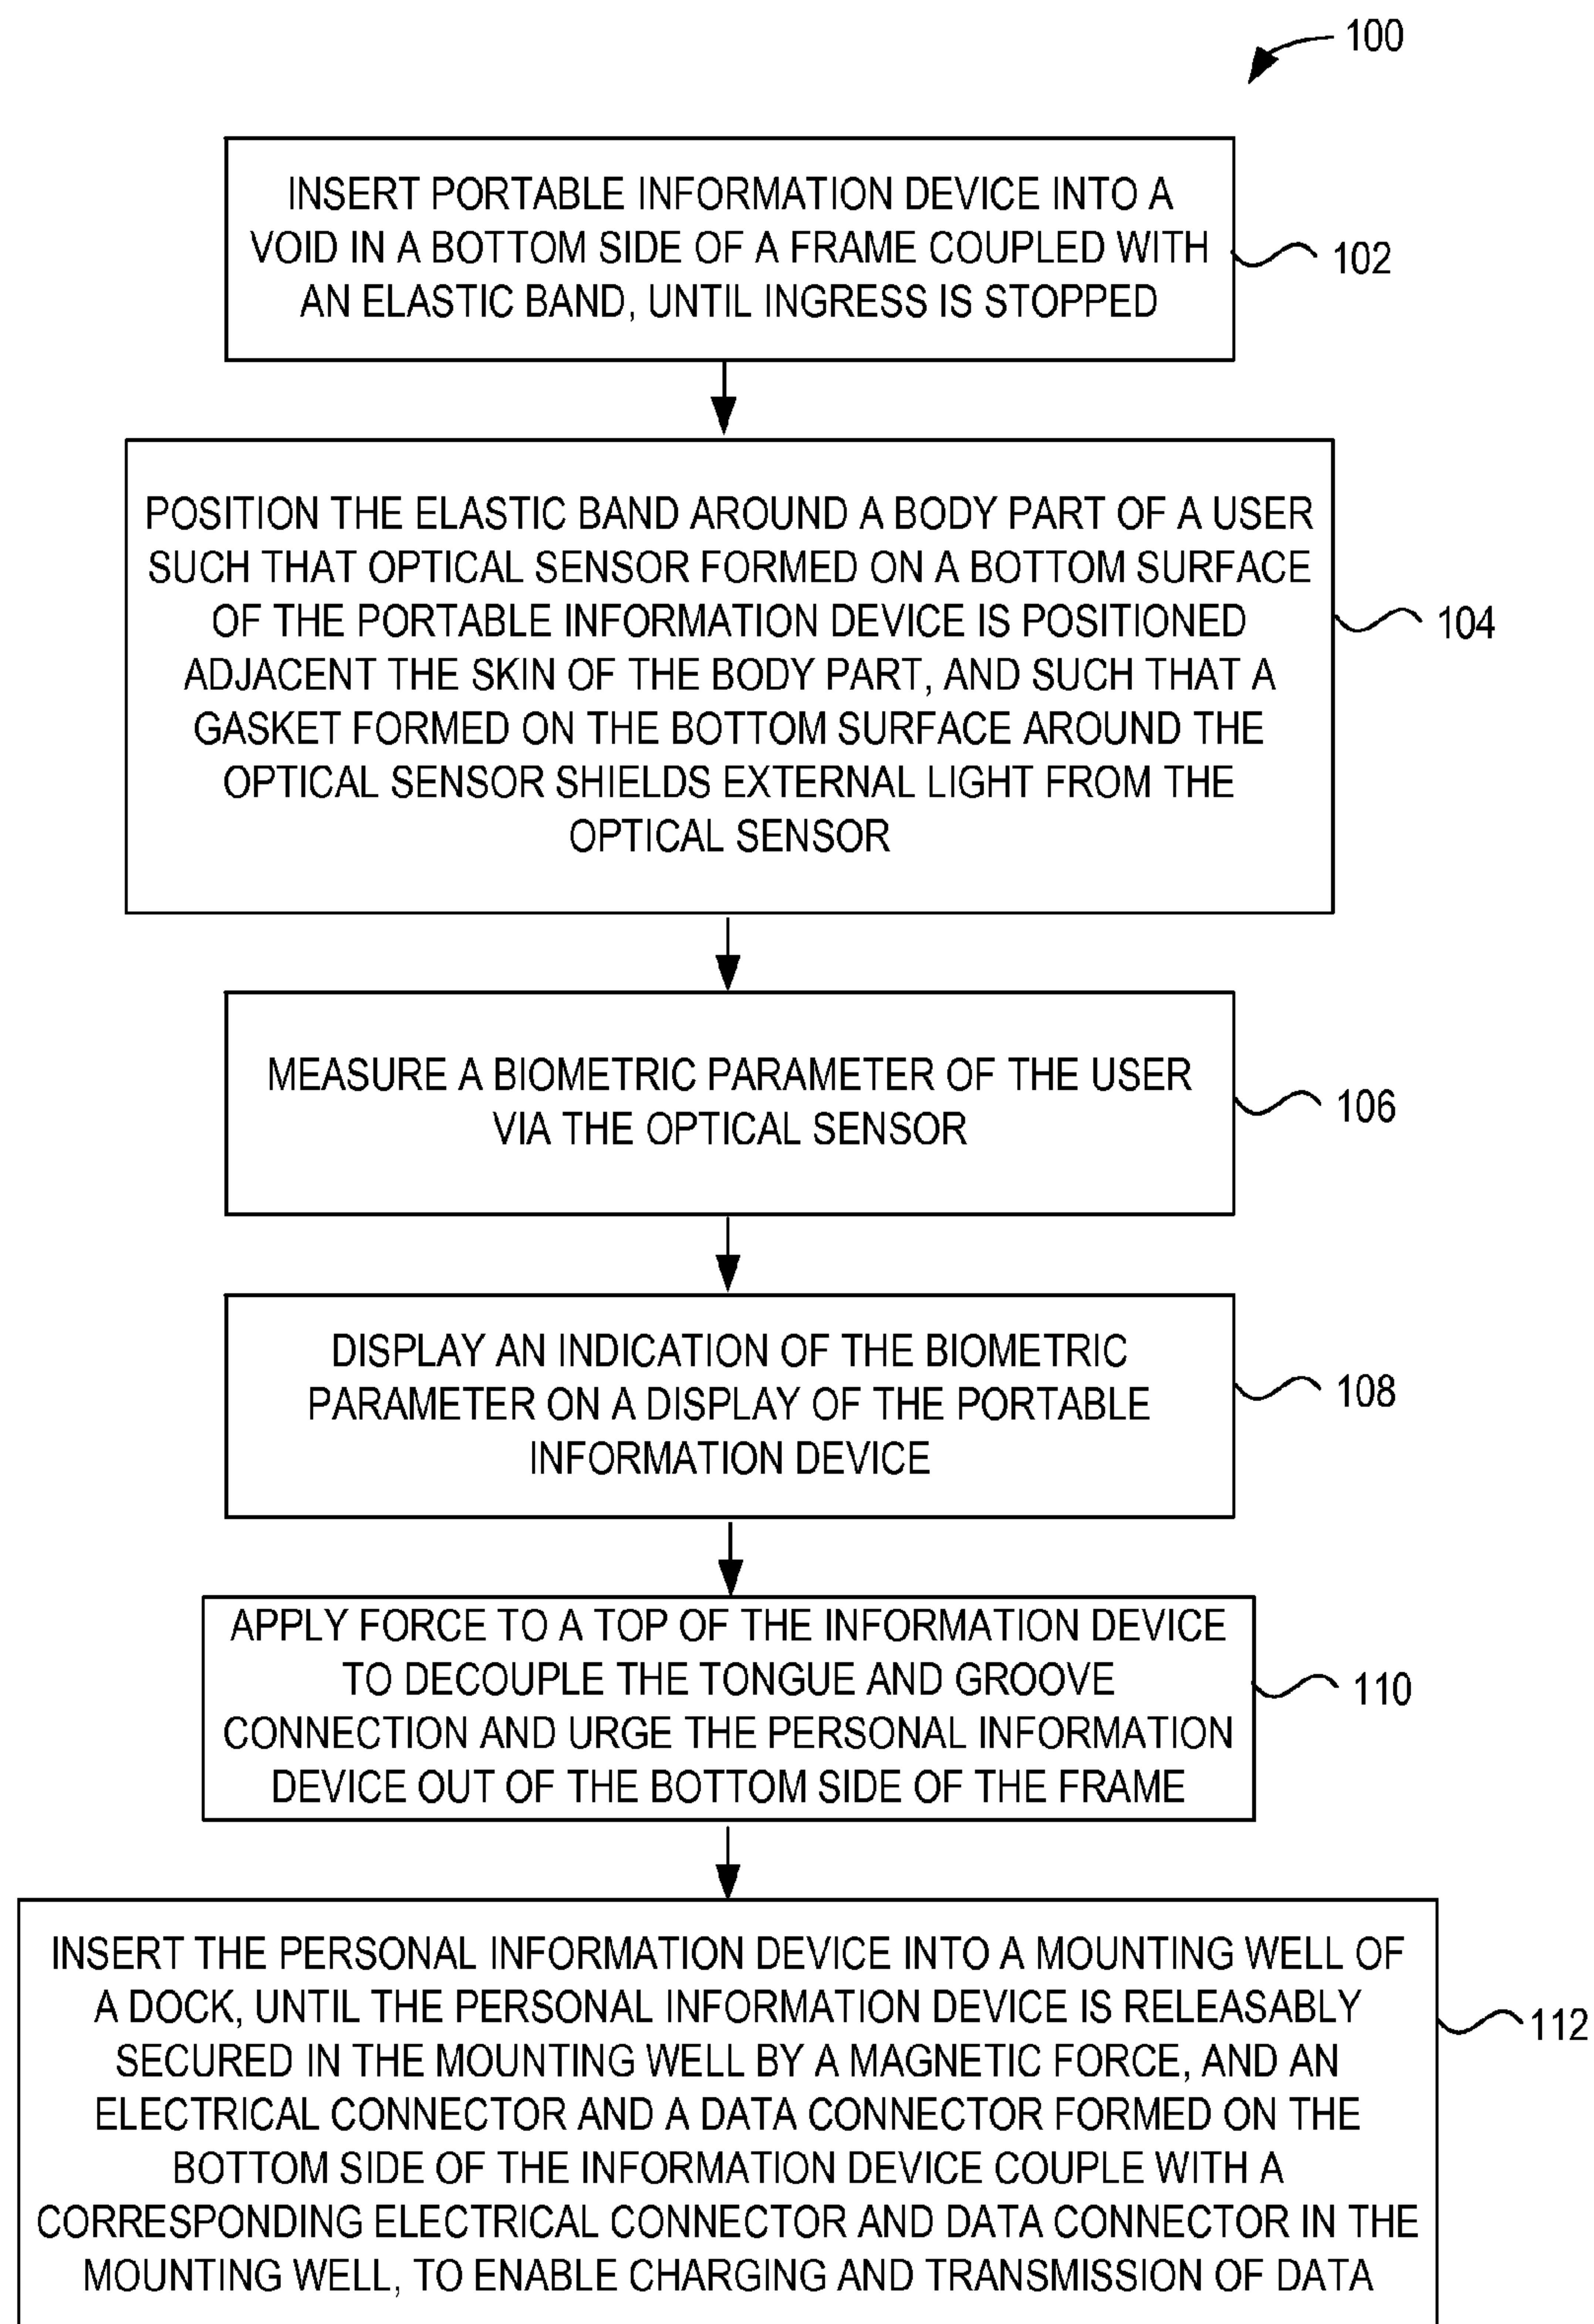 100
INSERT PORTABLE INFORMATION DEVICE INTO A
VOID IN A BOTTOM SIDE OF A FRAME COUPLED WITH
AN ELASTIC BAND, UNTIL INGRESS IS STOPPED
102
POSITION THE ELASTIC BAND AROUND A BODY PART OF A USER
SUCH THAT OPTICAL SENSOR FORMED ON A BOTTOM SURFACE
OF THE PORTABLE INFORMATION DEVICE IS POSITIONED
ADJACENT THE SKIN OF THE BODY PART, AND SUCH THAT A
GASKET FORMED ON THE BOTTOM SURFACE AROUND THE
OPTICAL SENSOR SHIELDS EXTERNAL LIGHT FROM THE
OPTICAL SENSOR
104
MEASURE A BIOMETRIC PARAMETER OF THE USER
VIA THE OPTICAL SENSOR
106
DISPLAY AN INDICATION OF THE BIOMETRIC
PARAMETER ON A DISPLAY OF THE PORTABLE
INFORMATION DEVICE
108
APPLY FORCE TO A TOP OF THE INFORMATION DEVICE
TO DECOUPLE THE TONGUE AND GROOVE
CONNECTION AND URGE THE PERSONAL INFORMATION
DEVICE OUT OF THE BOTTOM SIDE OF THE FRAME
110
INSERT THE PERSONAL INFORMATION DEVICE INTO A MOUNTING WELL OF
A DOCK, UNTIL THE PERSONAL INFORMATION DEVICE IS RELEASABLY
SECURED IN THE MOUNTING WELL BY A MAGNETIC FORCE, AND AN
ELECTRICAL CONNECTOR AND A DATA CONNECTOR FORMED ON THE
BOTTOM SIDE OF THE INFORMATION DEVICE COUPLE WITH A
CORRESPONDING ELECTRICAL CONNECTOR AND DATA CONNECTOR IN THE
MOUNTING WELL, TO ENABLE CHARGING AND TRANSMISSION OF DATA
112